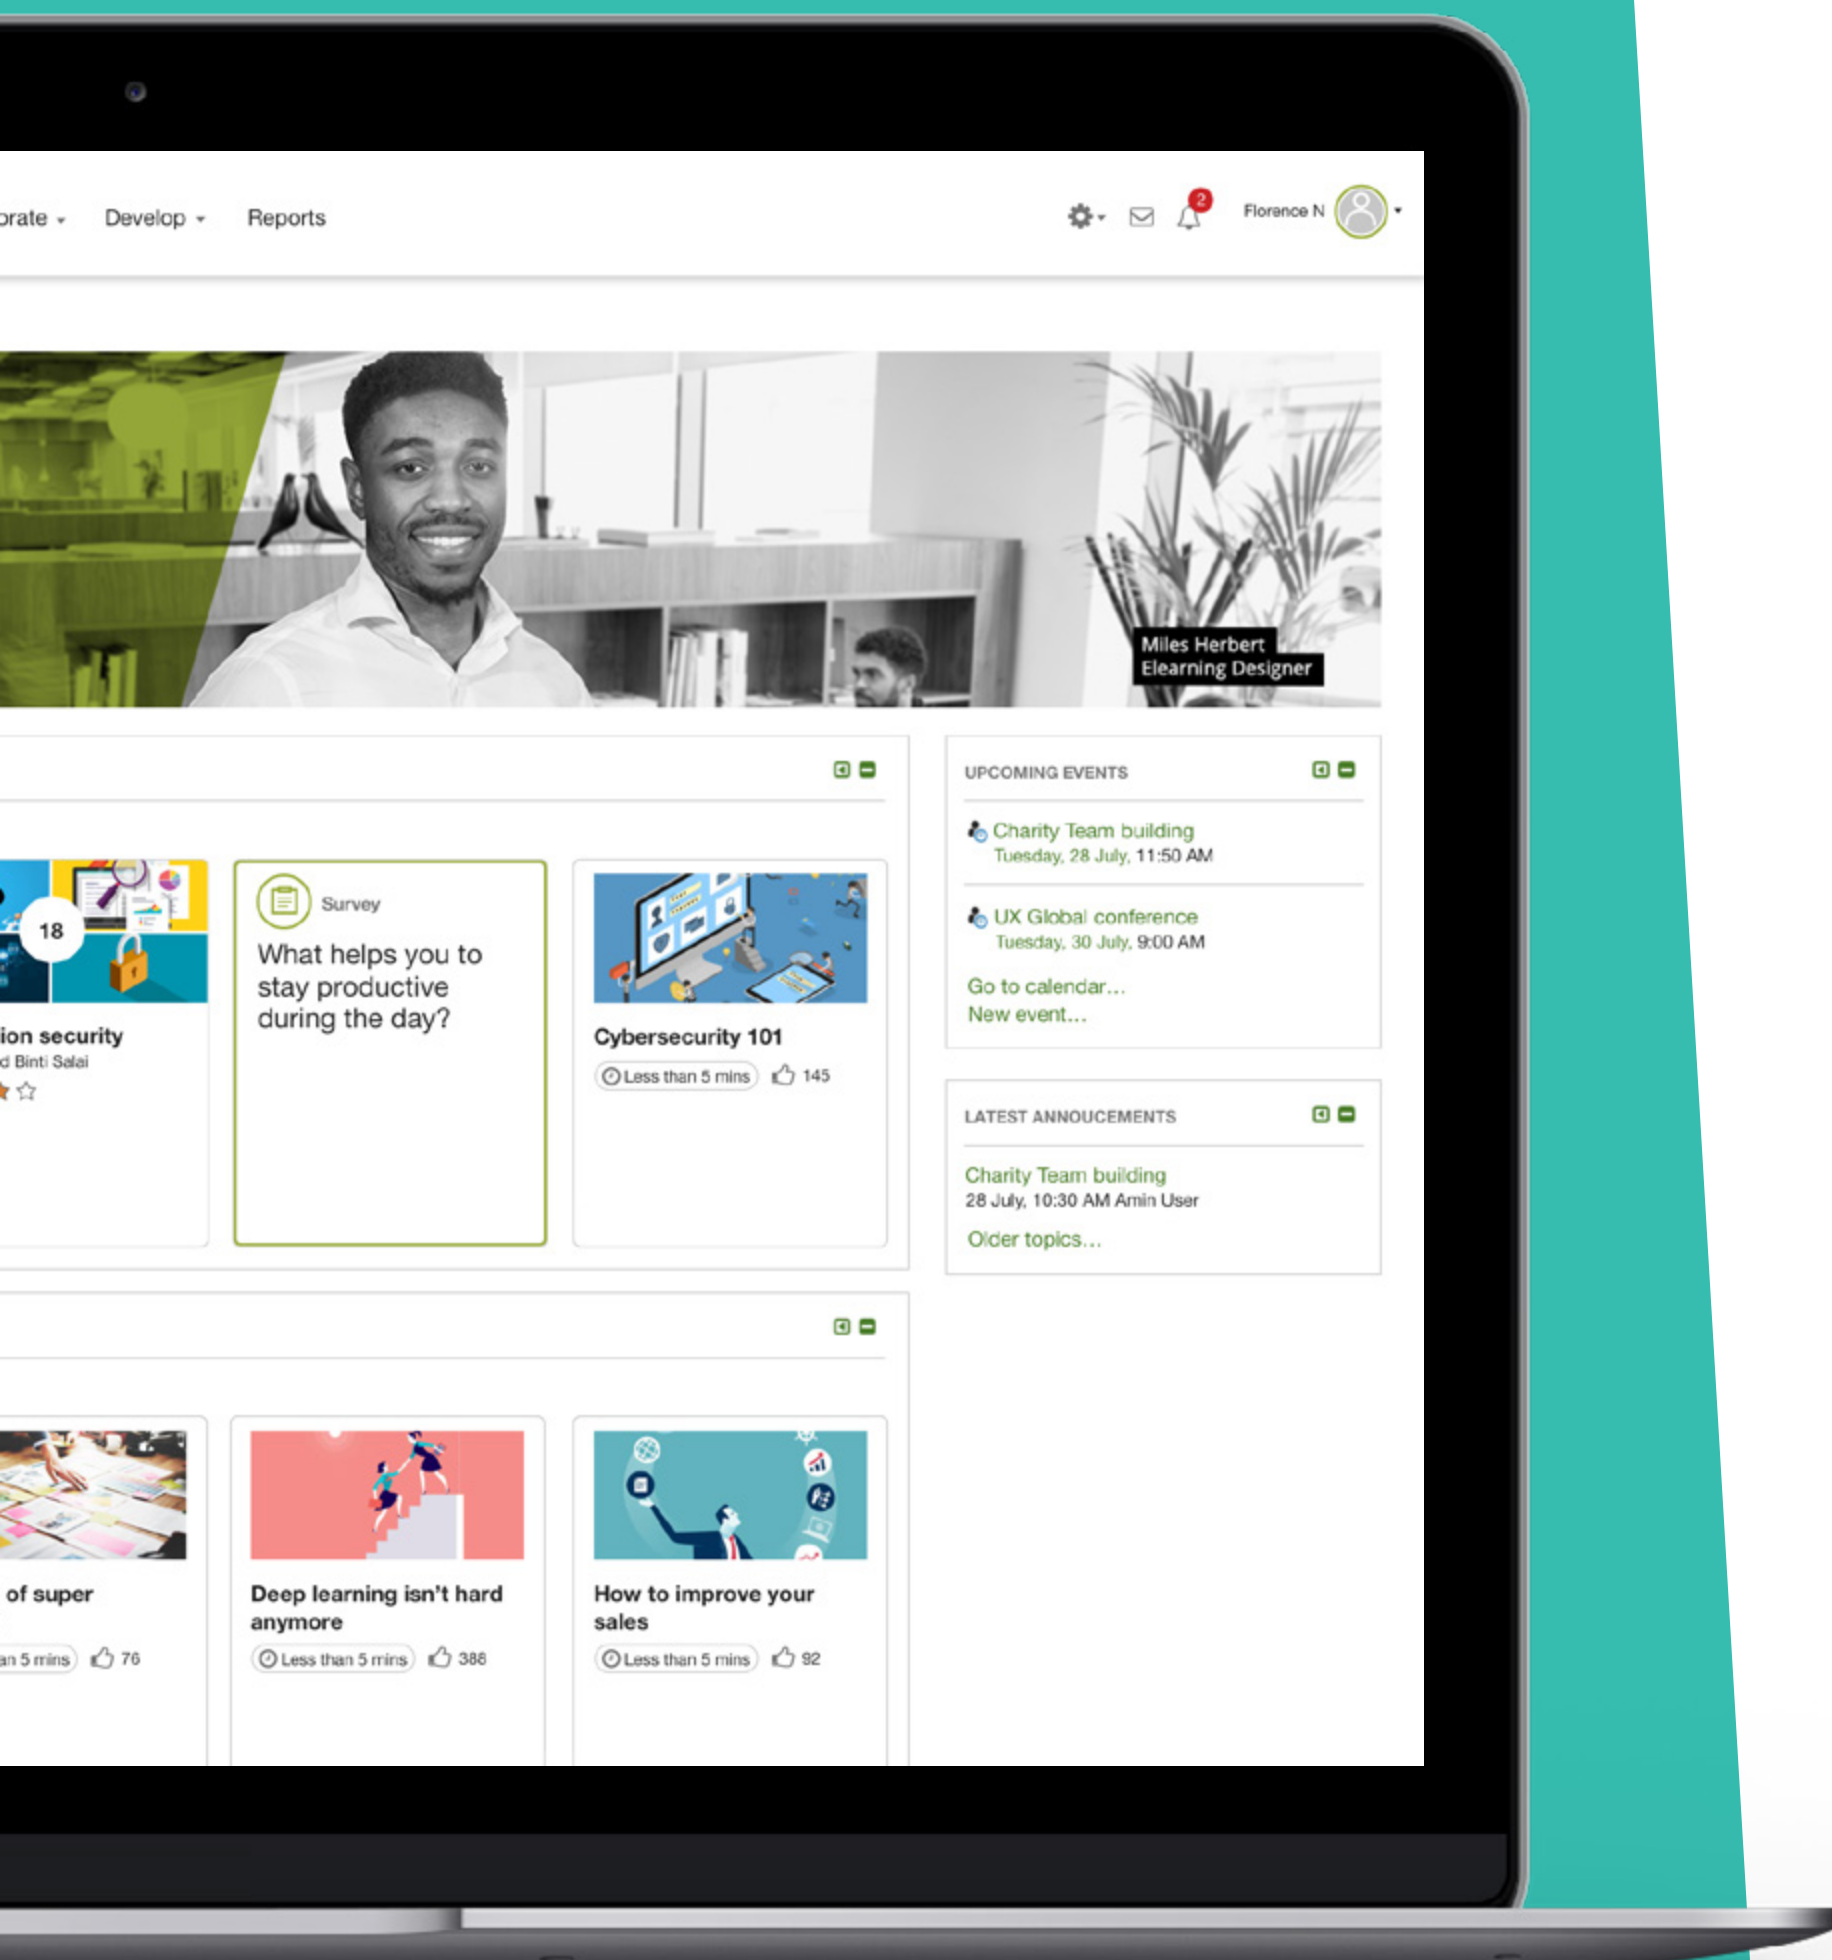 Develop
Reports
2
Florence N
Miles Herbert
Elearning Designer
UPCOMING EVENTS
Charity Team building
Tuesday, 28 July, 11:50 AM
UX Global conference
Tuesday, 30 July, 9:00 AM
Go to calendar...
New event...
18
security
Binti Salai
Survey
What helps you to
stay productive
during the day?
Cybersecurity 101
Less than 5 mins 145
LATEST ANNOUCEMENTS
Charity Team building
28 July, 10:30 AM Amin User
Older topics...
of super
5 mins 76
Deep learning isn't hard
anymore
Less than 5 mins 388
How to improve your
sales
Less than 5 mins 92